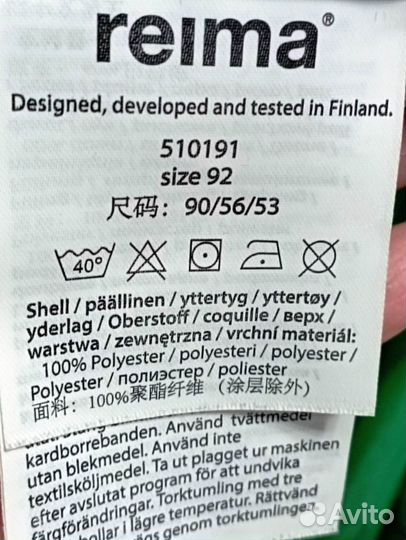 reima®
Designed, developed and tested in Finland.
510191
size 92
尺码：90/56/53
40°
Shell / päällinen / yttertyg / yttertøy /
yderlag / Oberstoff / coquille / верх /
warstwa / zewnętrzna / vrchní materiál:
100% Polyester / polyesteri / polyester /
Polyester / полиэстер / poliester
面料：100%聚酯纤维（涂层除外）
kardborrebanden. Använd tvättmedel
utan blekmedel. Använd inte
textilsköljmedel. Ta ut plagget ur maskinen
efter avslutat program för att undvika
färgförändringar. Torktumling med tre
bollar i lägre temperatur. Rättvänd
genom torktumlingen
Avito